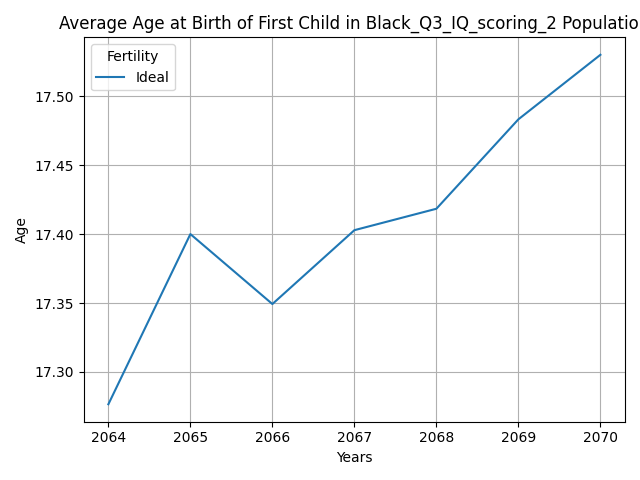 Average Age at Birth of First Child in Black_Q3_IQ_scoring_2 Populatio
Fertility
Ideal
17.50
17.45
17.40
17.35
17.30
Age
2064 2065 2066 2067 2068 2069 2070
Years